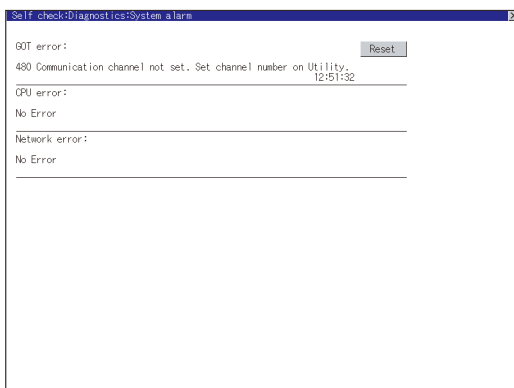 Self check:Diagnostics:System alarm
GOT error:
Reset
480 Communication channel not set. Set channel number on Utility.
12:51:32
CPU error:
No Error
Network error:
No Error